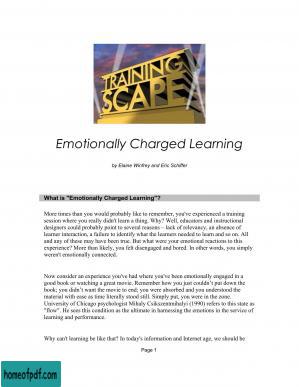 TRAINING
SCAPE
Emotionally Charged Learning
by Elaine Winfrey and Eric Schiffer
What is "Emotionally Charged Learning"?
More times than you would probably like to remember, you've experienced a training
session where you really didn't learn a thing. Why? Well, educators and instructional
designers could probably point to several reasons – lack of relevancy, an absence of
learner interaction, a failure to identify what the learners needed to learn and so on. All
and any of these may have been true. But what were your emotional reactions to this
experience? More than likely, you felt disengaged and bored. In other words, you simply
weren't emotionally connected.
Now consider an experience you've had where you've been emotionally engaged in a
good book or watching a great movie. Remember how you just couldn't put the book
down; you didn't want the movie to end; you were absorbed and you understood the
material with ease as time literally stood still. Simply put, you were in the zone.
University of Chicago psychologist Mihaly Csikszentmihalyi (1990) refers to this state as
"flow". He sees this condition as the ultimate in harnessing the emotions in the service of
learning and performance.
Why can't learning be like that! In today's information and Internet age, we should be
Page 1
homeofpdf.com